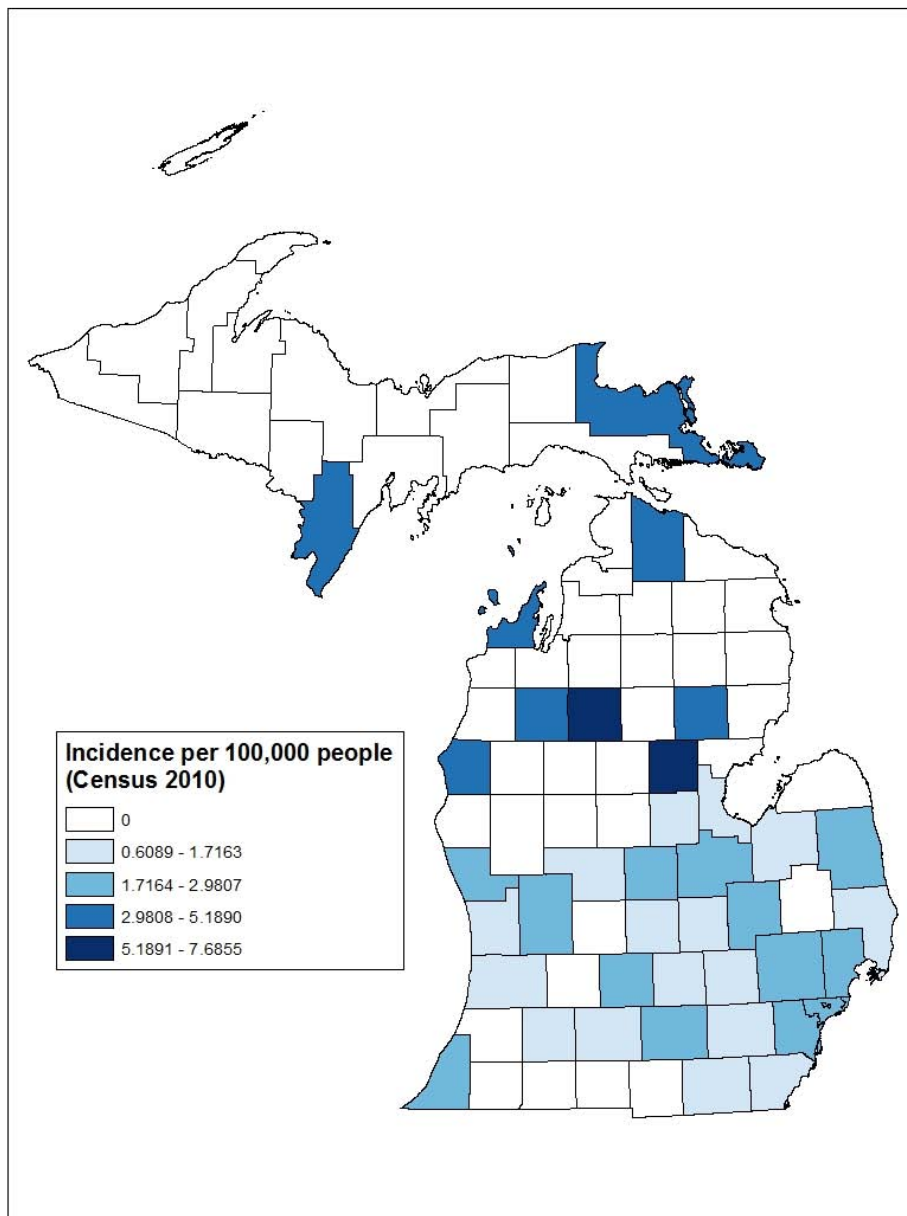 Incidence per 100,000 people
(Census 2010)
0
0.6089 - 1.7163
1.7164 - 2.9807
2.9808 - 5.1890
5.1891 - 7.6855